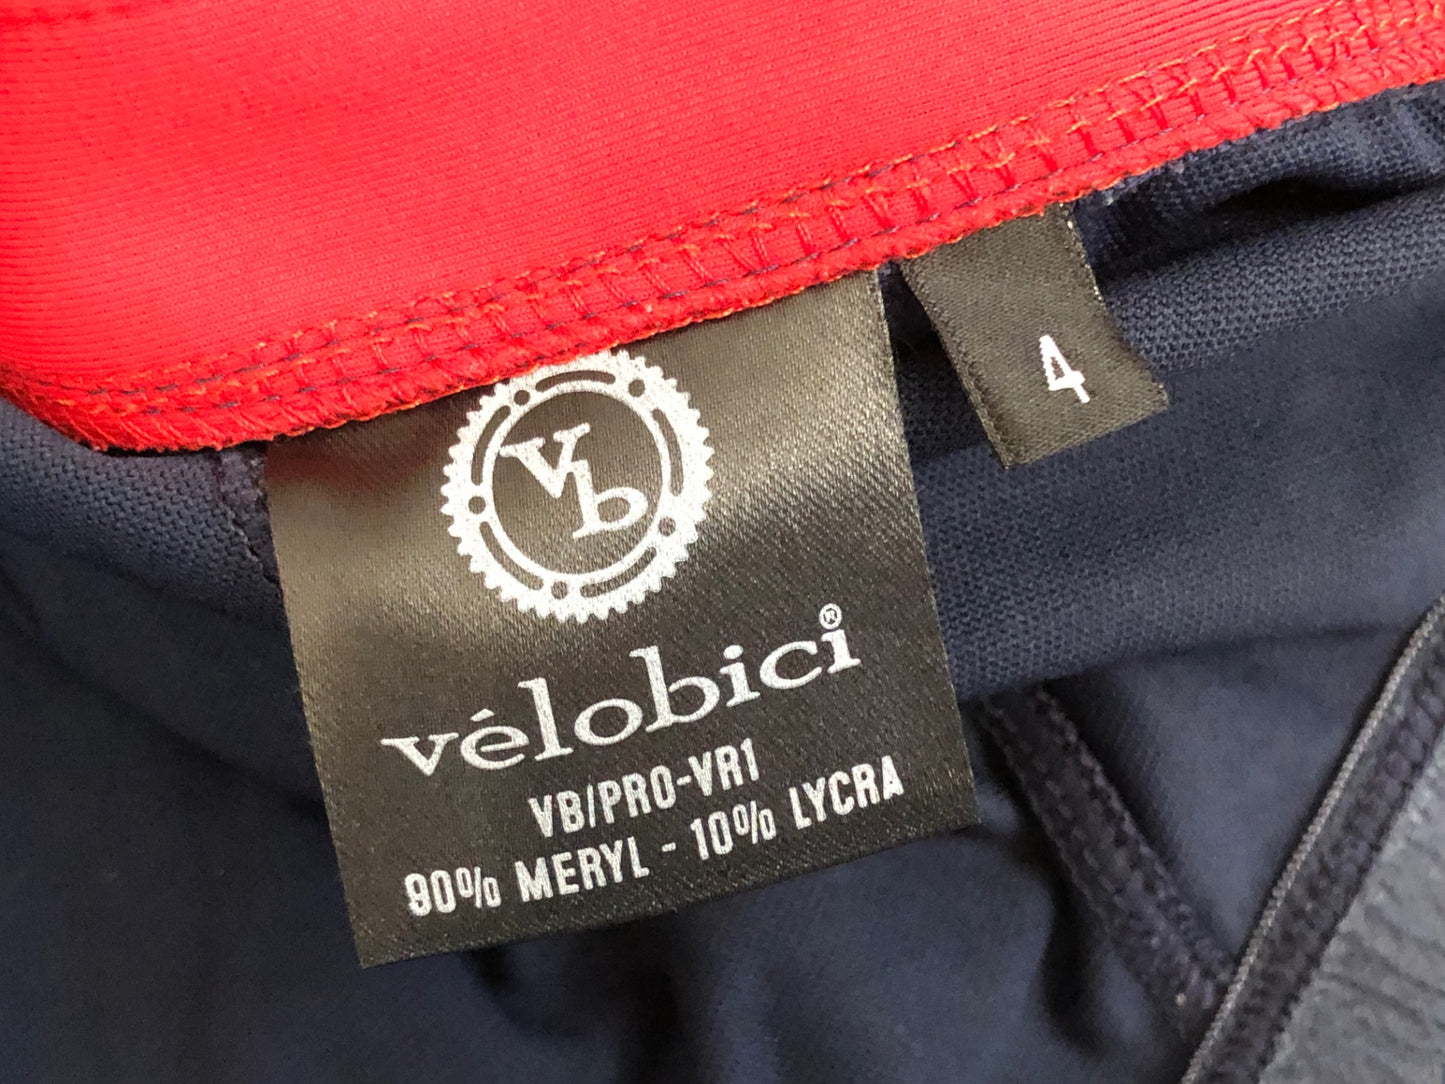 vb
vélobici®
VB/PRO-VR1
90% MERYL - 10% LYCRA
4